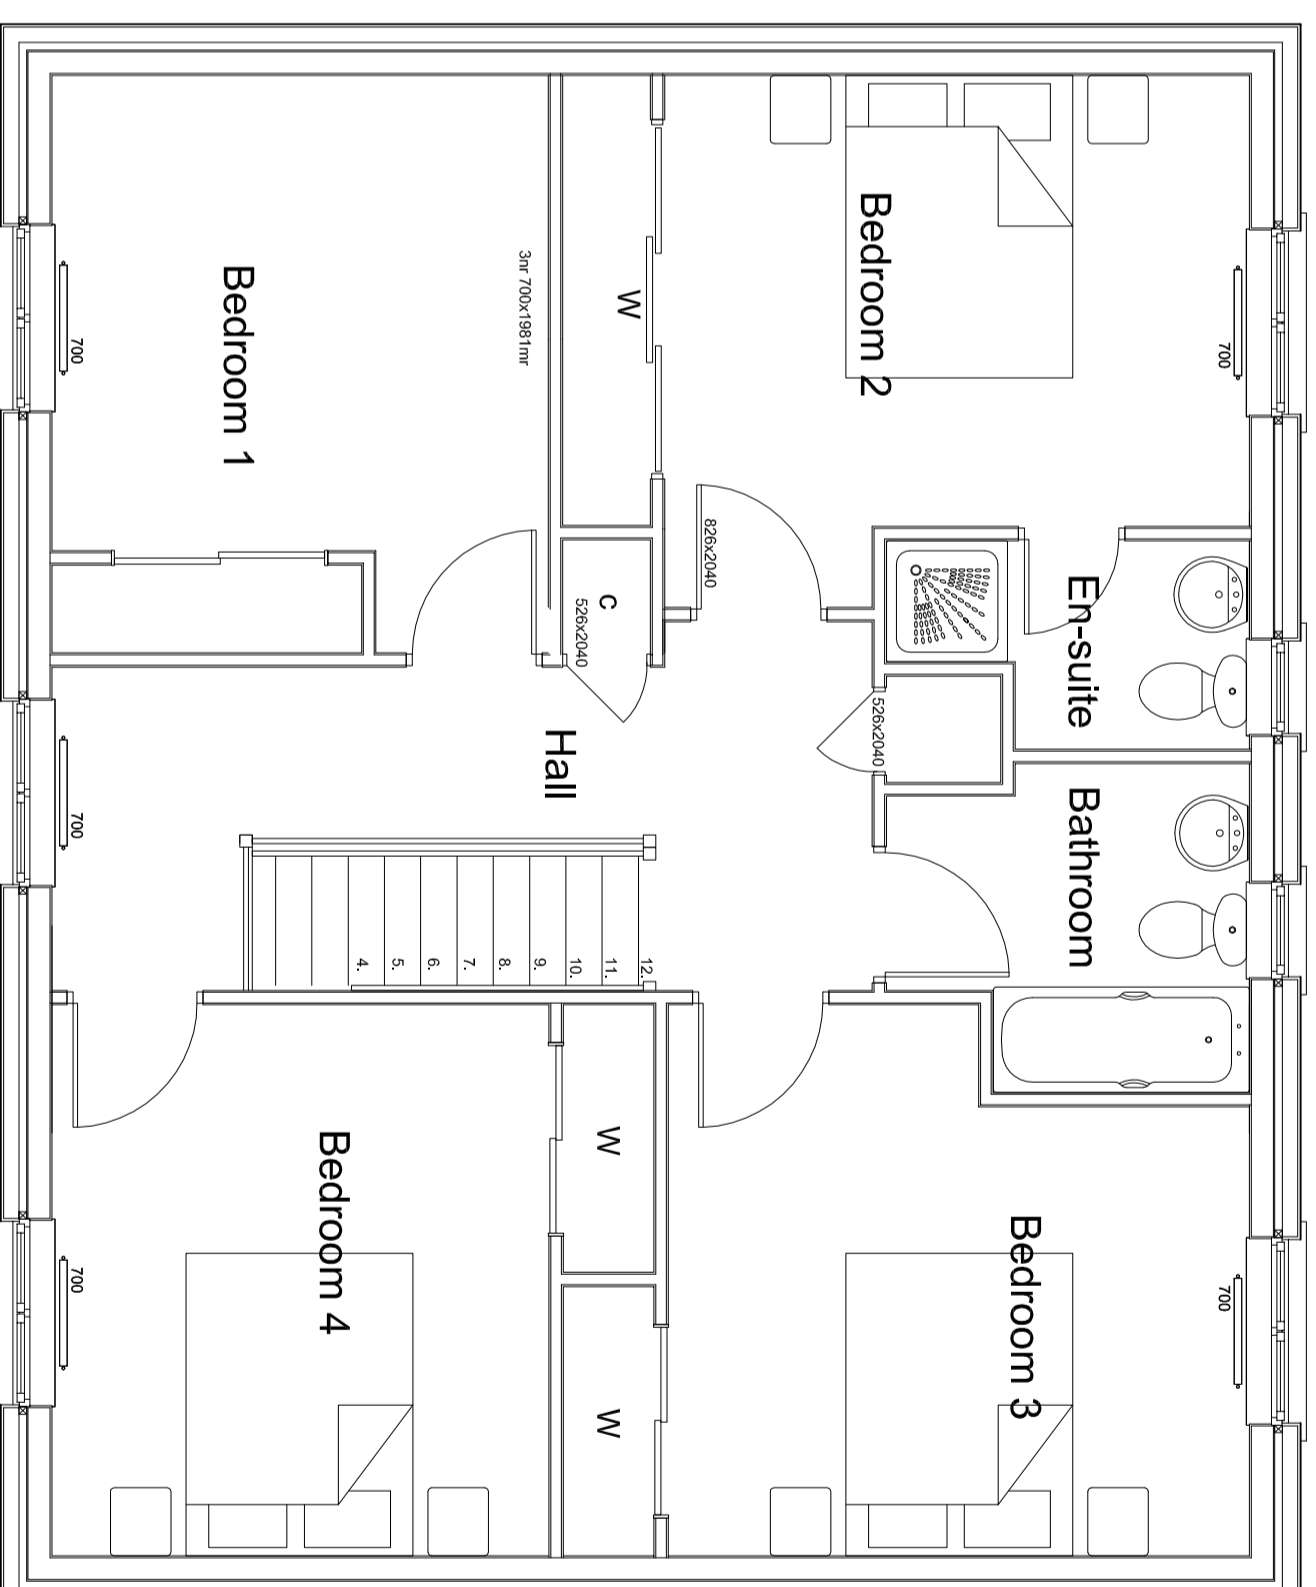 Bedroom 2
700
W
3nr 700x1981mr
Bedroom 1
700
826x2040
C
526x2040
En-suite
526x2040
Hall
Bathroom
700
12.
11.
10.
9.
8.
7.
6.
5.
4.
W
Bedroom 4
700
Bedroom 3
700
W